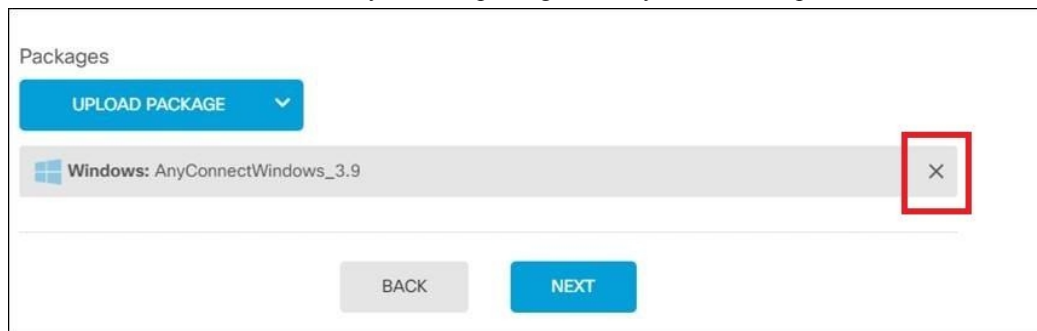 Packages
UPLOAD PACKAGE
Windows: AnyConnectWindows_3.9
BACK NEXT